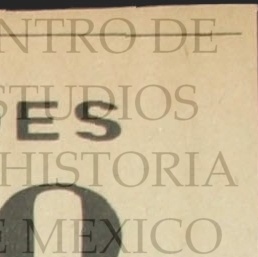 NTRO DE
STUDIOS
ES
HISTORIA
O
E MEXICO